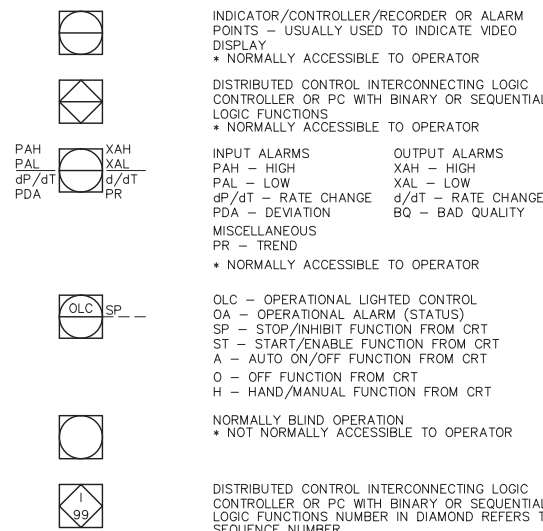 INDICATOR/CONTROLLER/RECORDER OR ALARM
POINTS – USUALLY USED TO INDICATE VIDEO
DISPLAY
* NORMALLY ACCESSIBLE TO OPERATOR
DISTRIBUTED CONTROL INTERCONNECTING LOGIC
CONTROLLER OR PC WITH BINARY OR SEQUENTIAL
LOGIC FUNCTIONS
* NORMALLY ACCESSIBLE TO OPERATOR
PAH XAH
PAL XAL
dP/dT d/dT
PDA PR
INPUT ALARMS OUTPUT ALARMS
PAH – HIGH XAH – HIGH
PAL – LOW XAL – LOW
dP/dT – RATE CHANGE d/dT – RATE CHANGE
PDA – DEVIATION BQ – BAD QUALITY
MISCELLANEOUS
PR – TREND
* NORMALLY ACCESSIBLE TO OPERATOR
OLC SP__
OLC – OPERATIONAL LIGHTED CONTROL
OA – OPERATIONAL ALARM (STATUS)
SP – STOP/INHIBIT FUNCTION FROM CRT
ST – START/ENABLE FUNCTION FROM CRT
A – AUTO ON/OFF FUNCTION FROM CRT
O – OFF FUNCTION FROM CRT
H – HAND/MANUAL FUNCTION FROM CRT
NORMALLY BLIND OPERATION
* NOT NORMALLY ACCESSIBLE TO OPERATOR
I
99
DISTRIBUTED CONTROL INTERCONNECTING LOGIC
CONTROLLER OR PC WITH BINARY OR SEQUENTIAL
LOGIC FUNCTIONS NUMBER IN DIAMOND REFERS T
SEQUENCE NUMBER